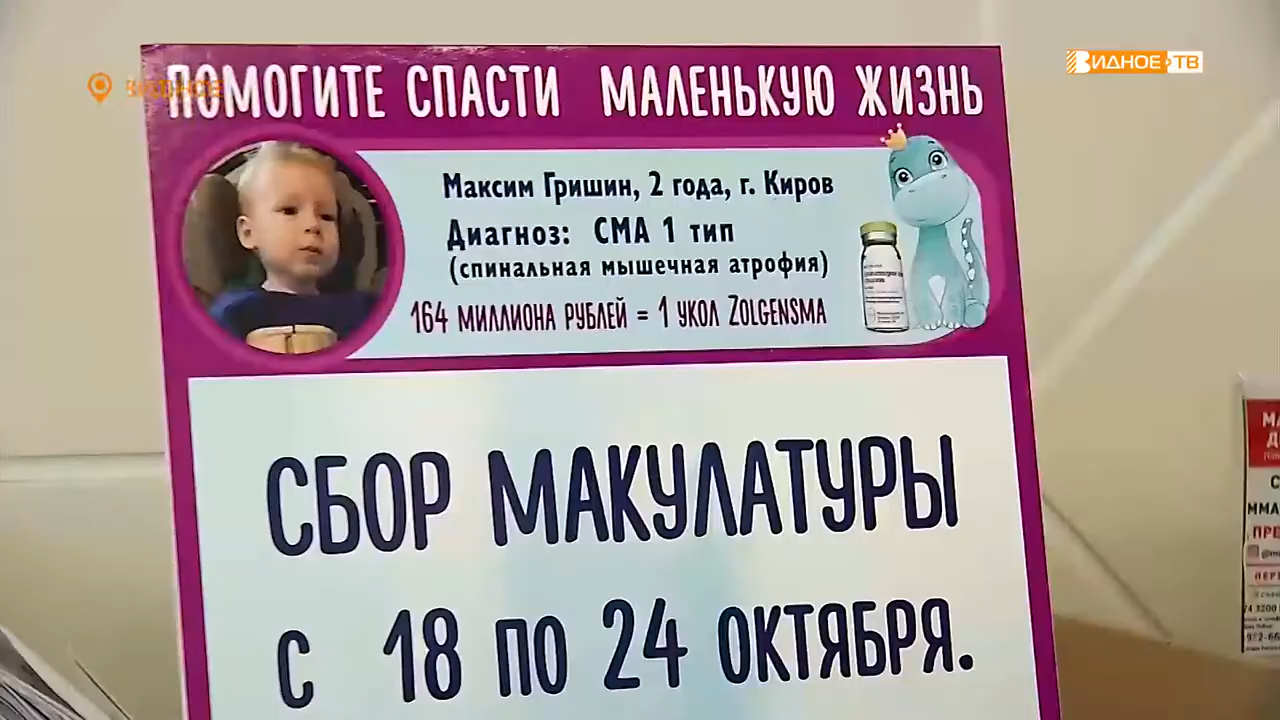 ВИДНОЕ ТВ
ПОМОГИТЕ СПАСТИ МАЛЕНЬКУЮ ЖИЗНЬ
Максим Гришин, 2 года, г. Киров
Диагноз: СМА 1 тип
(спинальная мышечная атрофия)
164 МИЛЛИОНА РУБЛЕЙ = 1 УКОЛ ZOLGENSMA
СБОР МАКУЛАТУРЫ
С 18 ПО 24 ОКТЯБРЯ.